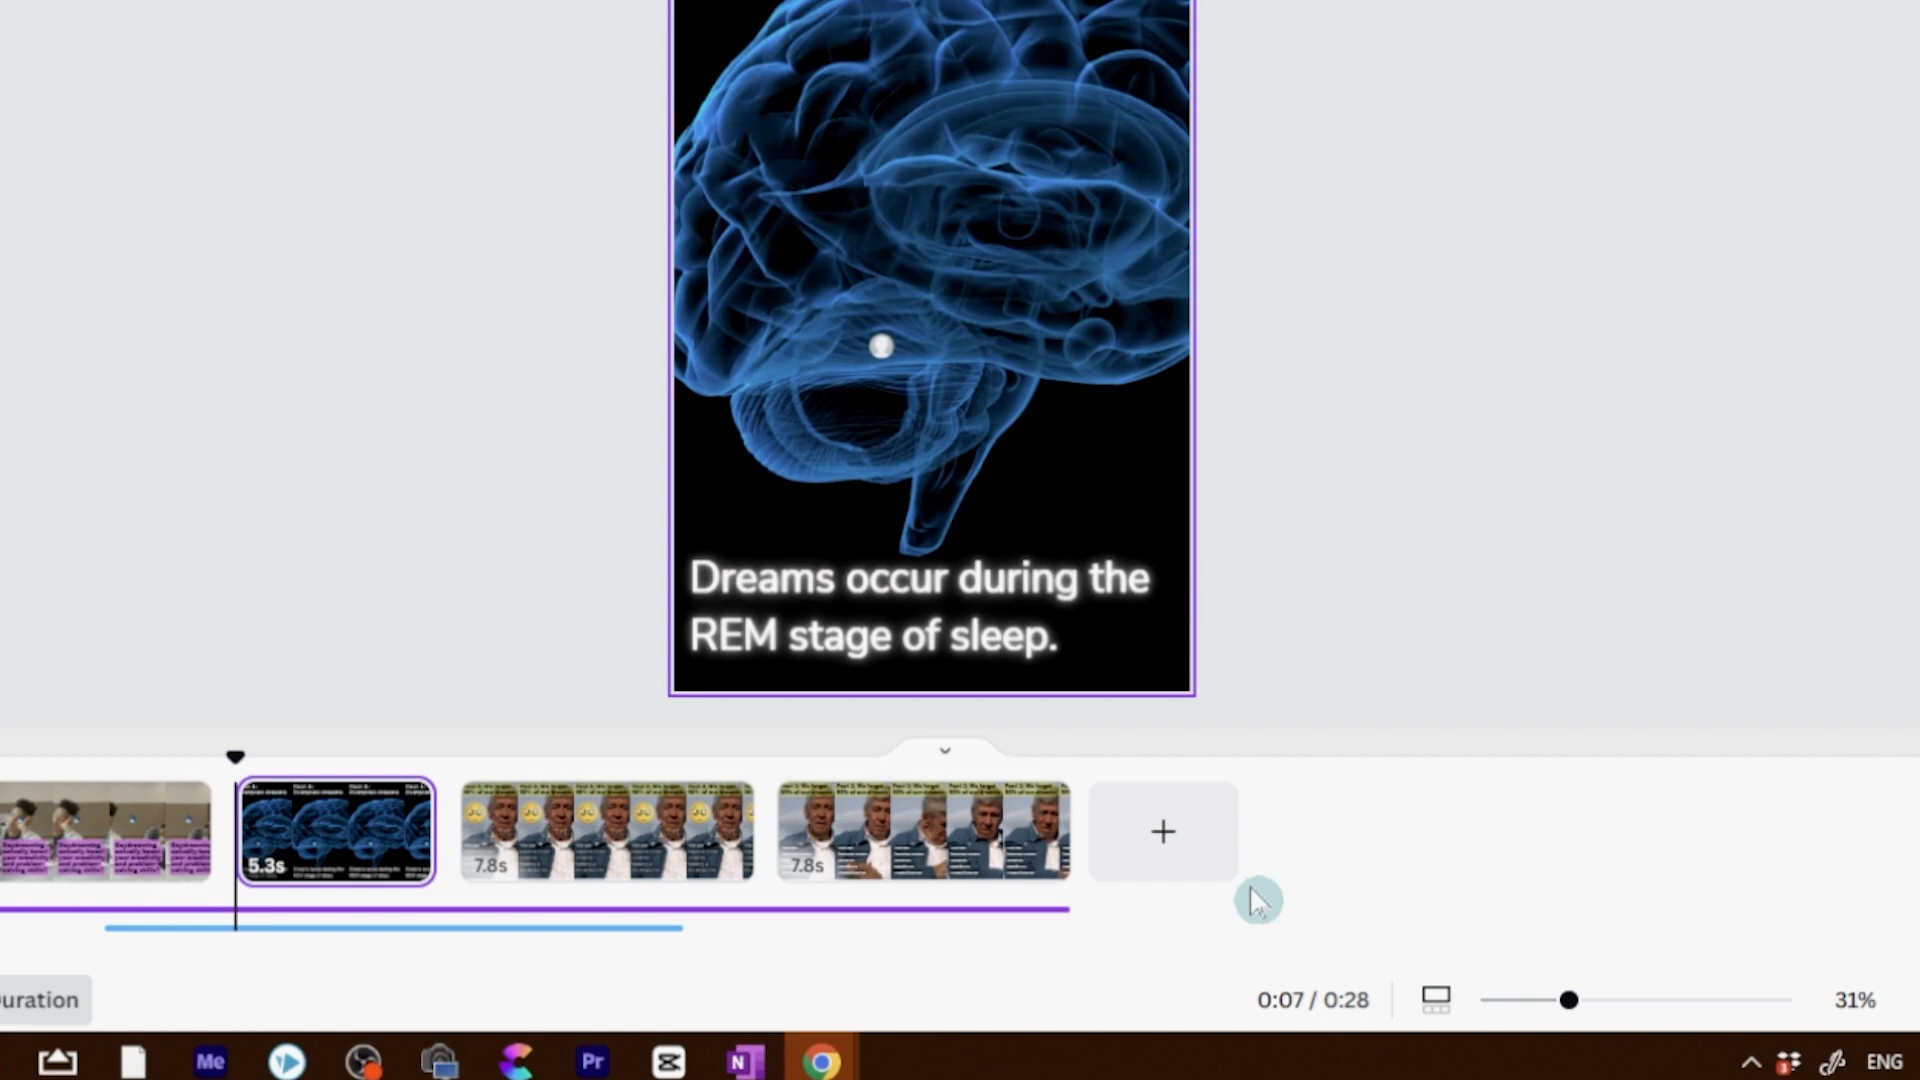 Dreams occur during the
REM stage of sleep.
5.3s
7.8s
7.8s
uration
0:07 / 0:28
31%
Me
Pr
N
3
ENG